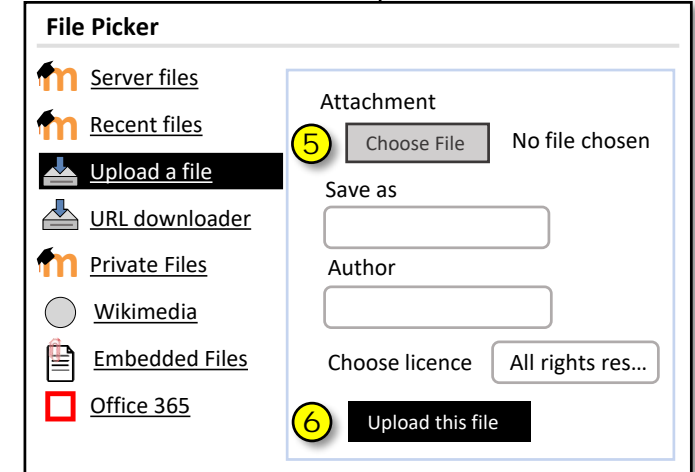 File Picker
Server files
Recent files
Upload a file
URL downloader
Private Files
Wikimedia
Embedded Files
Office 365
Attachment
5 Choose File No file chosen
Save as
Author
Choose licence All rights res...
6 Upload this file